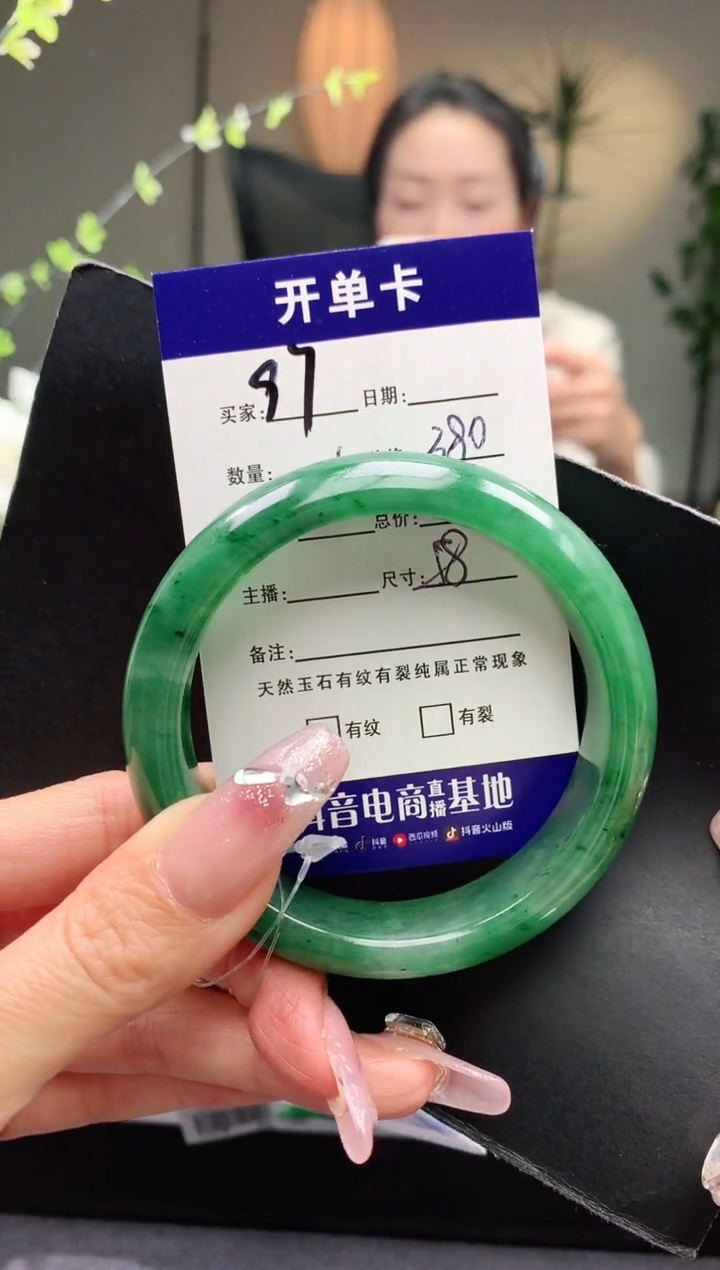 开单卡
买家: 97 日期:
数量: 380
总价:
主播: 尺寸: 58
备注:
天然玉石有纹有裂纯属正常现象
有纹 有裂
抖音电商直播基地
抖音 西瓜视频 抖音火山版